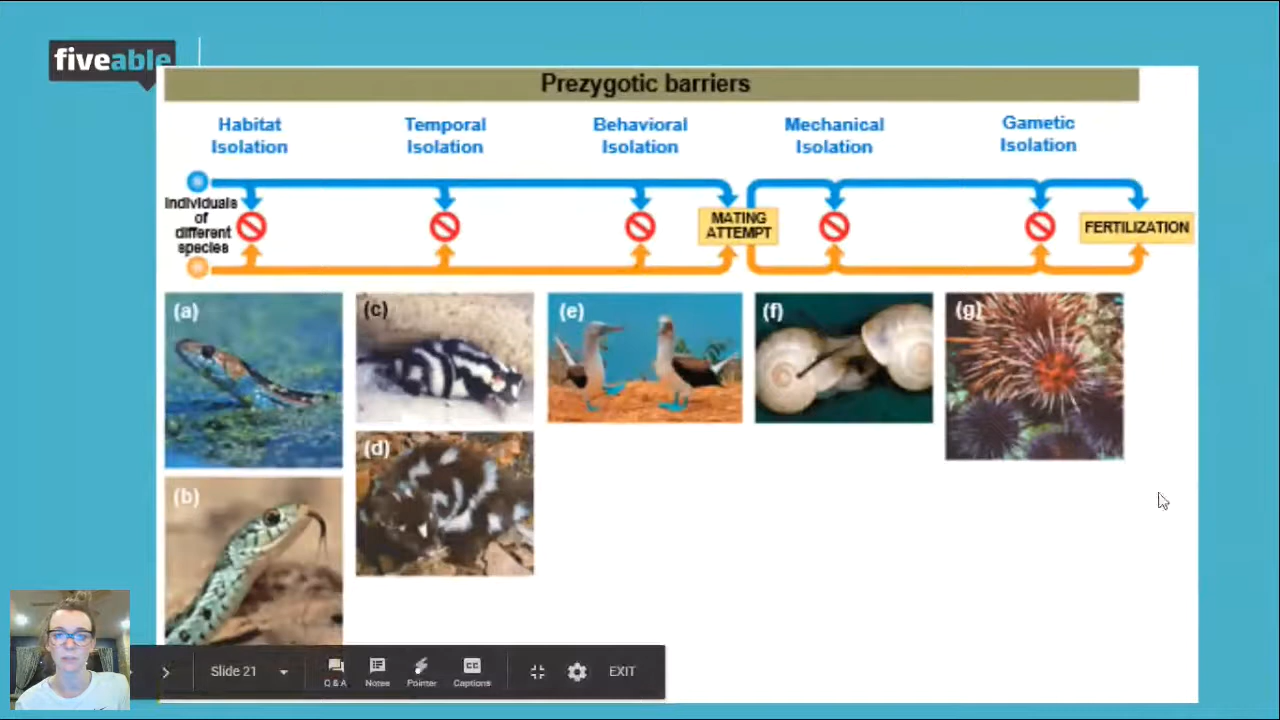 fiveable
Prezygotic barriers
Habitat
Isolation
Temporal
Isolation
Behavioral
Isolation
Mechanical
Isolation
Gametic
Isolation
Individuals
of
different
species
MATING
ATTEMPT
FERTILIZATION
(a)
(c)
(e)
(f)
(g)
(d)
(b)
Slide 21
Q & A
Notes
Pointer
CC
Captions
EXIT